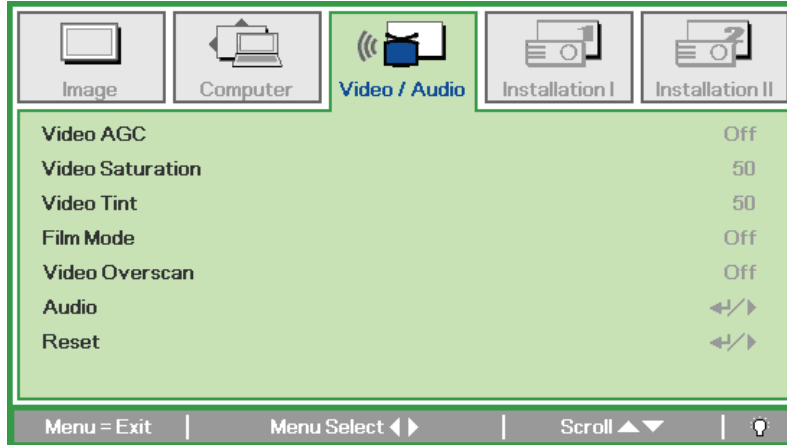 Image Computer Video / Audio Installation I Installation II
Video AGC Off
Video Saturation 50
Video Tint 50
Film Mode Off
Video Overscan Off
Audio
Reset
Menu = Exit Menu Select Scroll